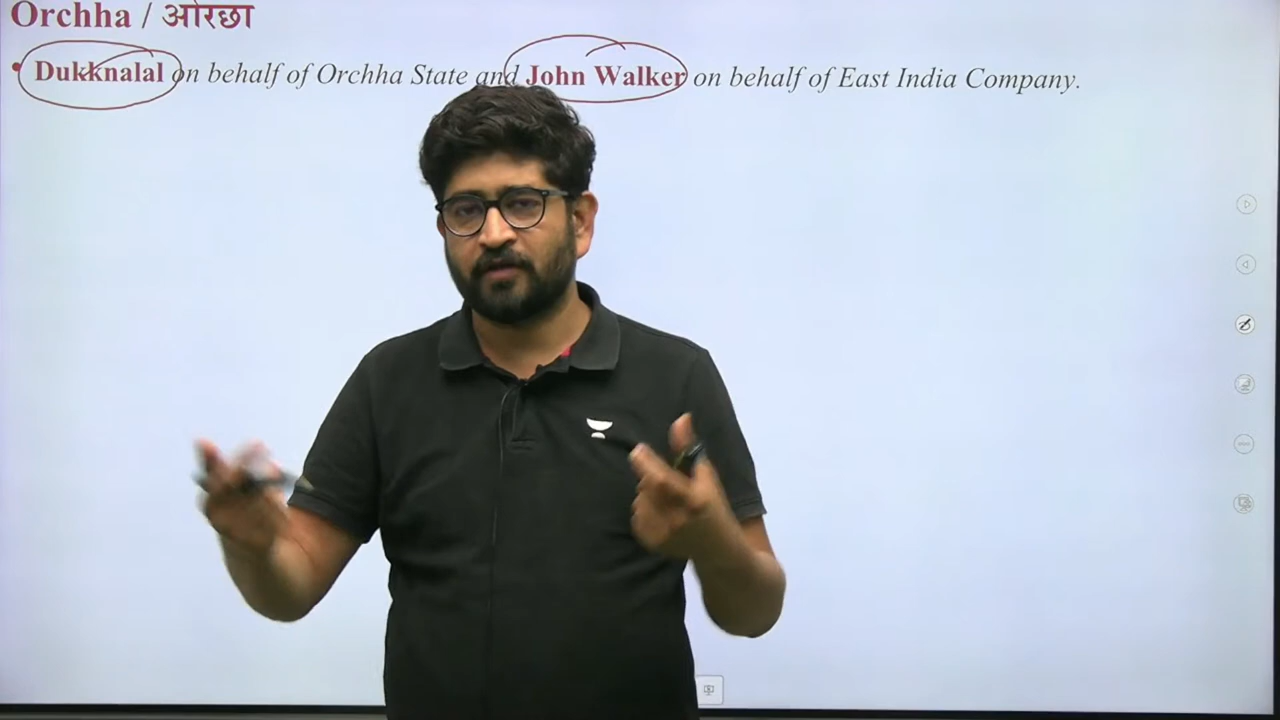 Orchha / ओरछा
• Dukknalal on behalf of Orchha State and John Walker on behalf of East India Company.